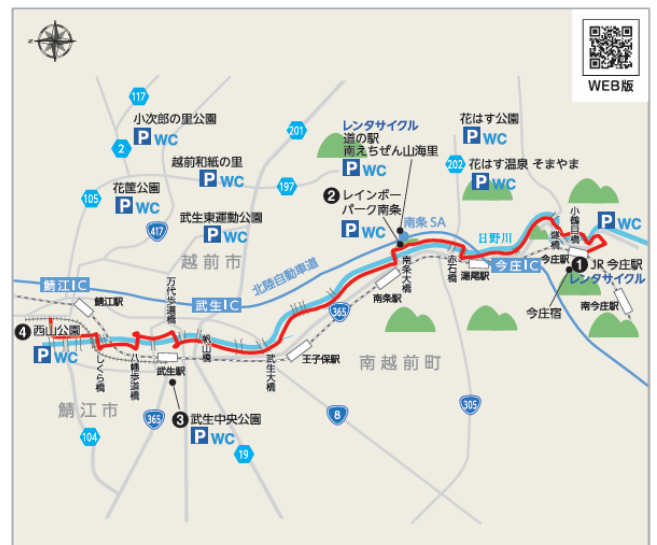 WEB版
117
小次郎の里公園
P WC
2
201
越前和紙の里
P WC
105
花筐公園
P WC
197
417
武生東運動公園
P WC
レンタサイクル
道の駅
南えちぜん山海里
P WC
花はす公園
P WC
202
花はす温泉 そまやま
P WC
❷レインボー
パーク南条
P WC
南条SA
日野川
燧橋
小鶴目橋
P WC
越前市
北陸自動車道
鯖江IC
武生IC
今庄IC
今庄駅
❶JR今庄駅
レンタサイクル
南今庄駅
今庄宿
湯尾駅
赤石橋
南条大橋
南条駅
365
鯖江駅
万代歩道橋
❹西山公園
P WC
しくら橋
八幡歩道橋
武生駅
帆山橋
武生大橋
王子保駅
南越前町
鯖江市
365
❸武生中央公園
P WC
8
305
104
19